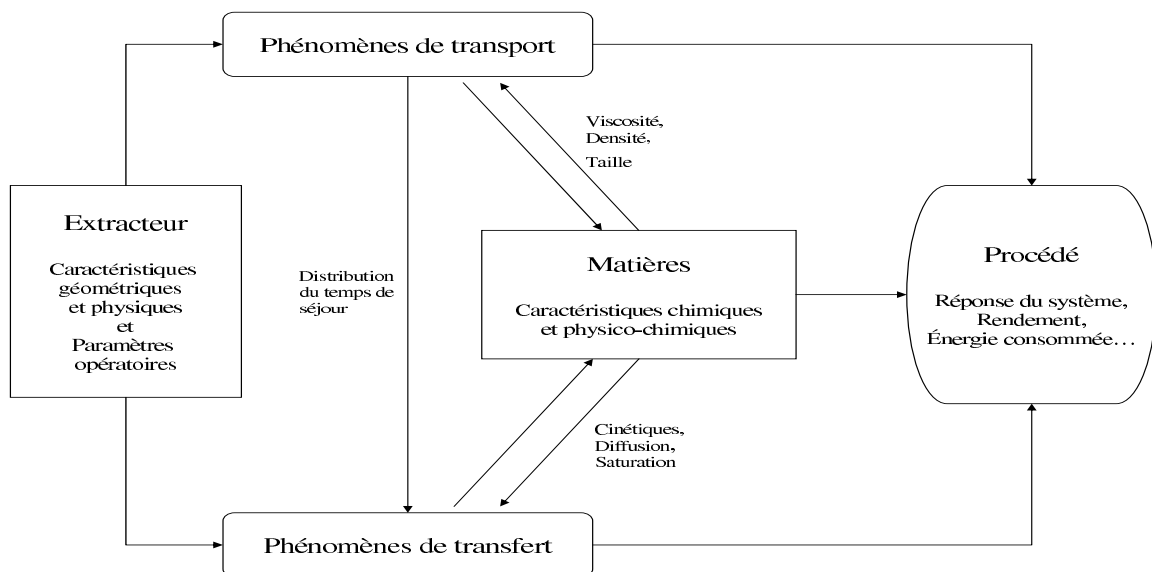 Phénomènes de transport
Viscosité,
Densité,
Taille
Extracteur
Caractéristiques
géométriques
et physiques
et
Paramètres
opératoires
Distribution
du temps de
séjour
Matières
Caractéristiques chimiques
et physico-chimiques
Procédé
Réponse du système,
Rendement,
Énergie consommée…
Cinétiques,
Diffusion,
Saturation
Phénomènes de transfert